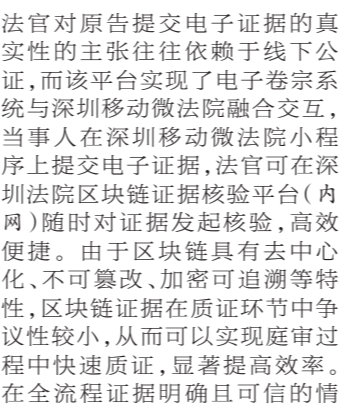 法官对原告提交电子证据的真
实性的主张往往依赖于线下公
证,而该平台实现了电子卷宗系
统与深圳移动微法院融合交互,
当事人在深圳移动微法院小程
序上提交电子证据,法官可在深
圳法院区块链证据核验平台(内
网)随时对证据发起核验,高效
便捷。由于区块链具有去中心
化、不可篡改、加密可追溯等特
性,区块链证据在质证环节中争
议性较小,从而可以实现庭审过
程中快速质证,显著提高效率。
在全流程证据明确且可信的情